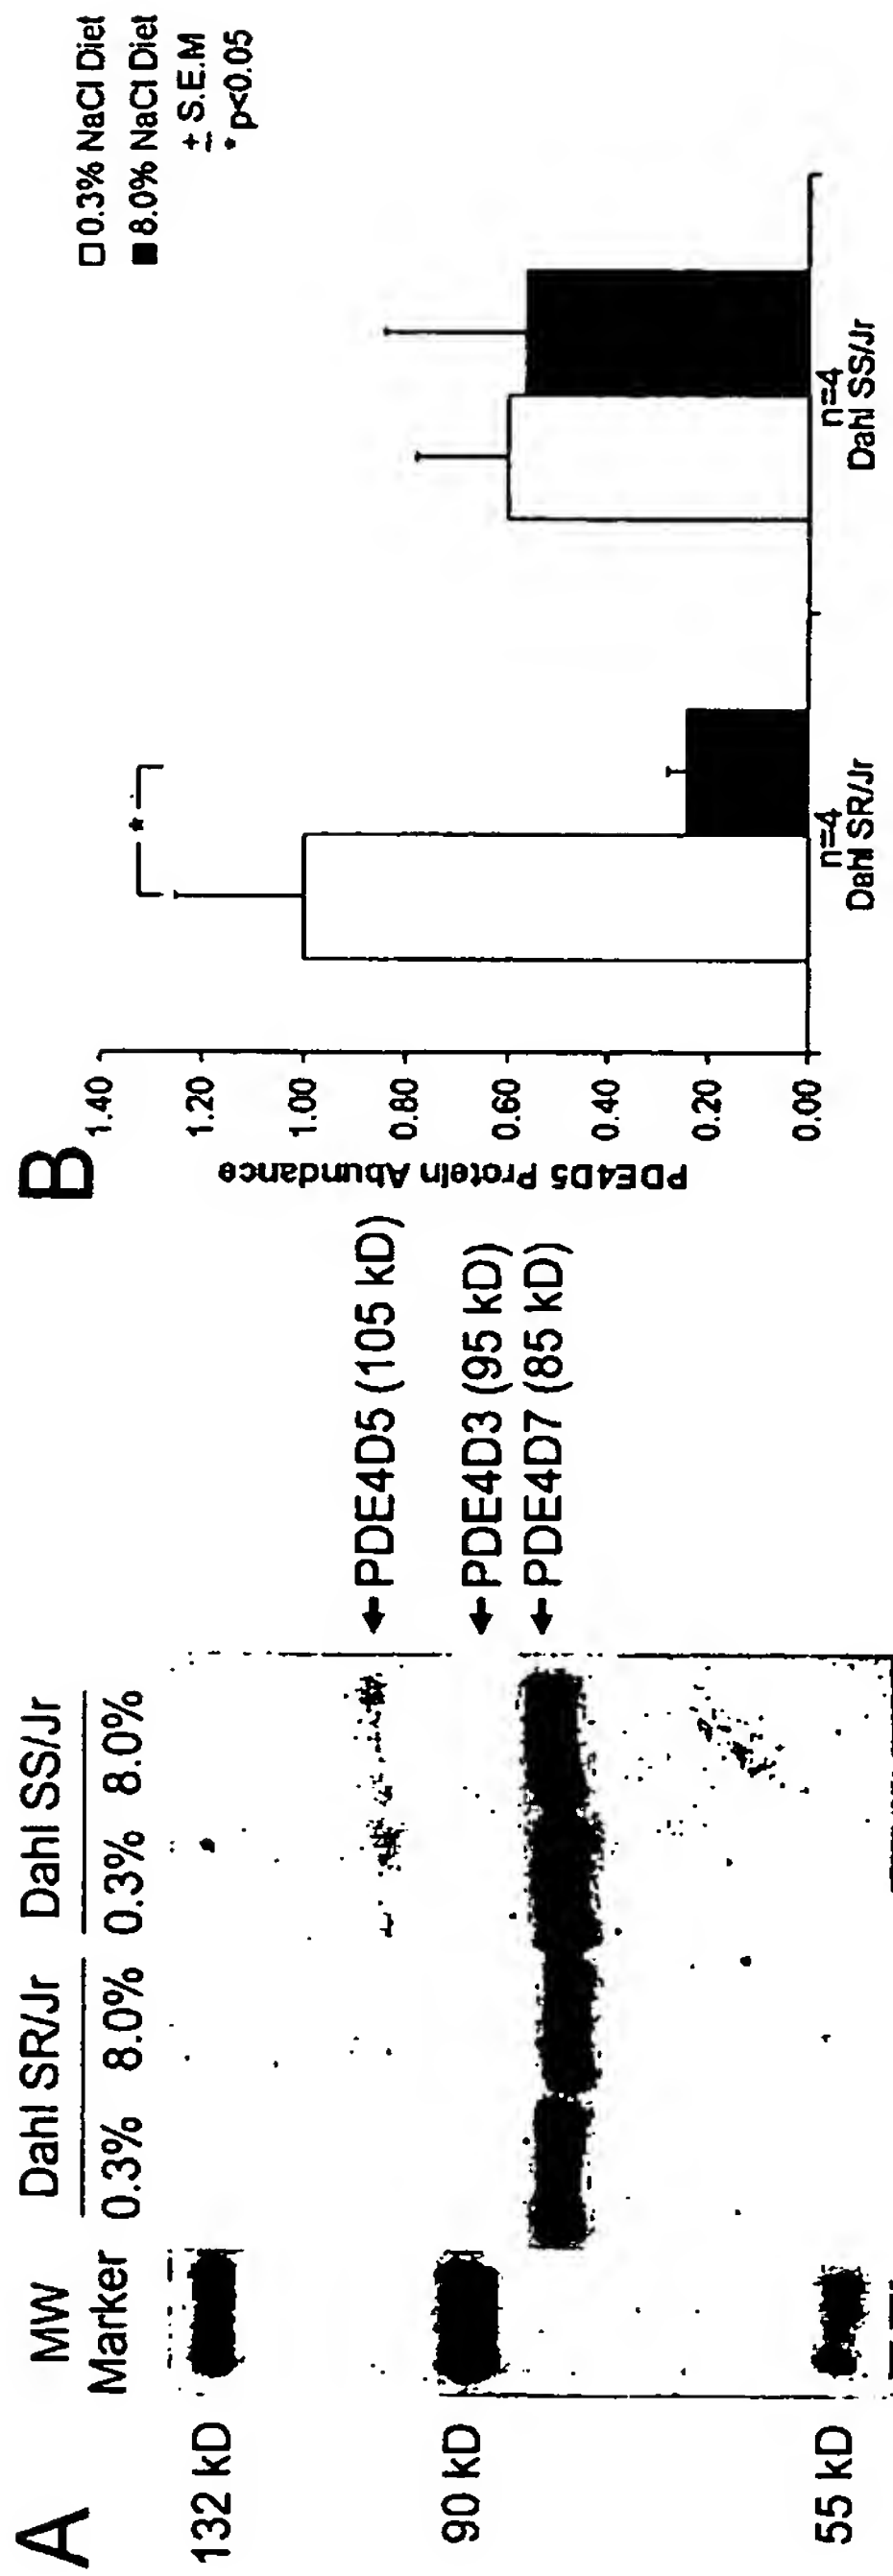 A
MW
Marker
Dahl SR/Jr Dahl SS/Jr
0.3% 8.0% 0.3% 8.0%
132 kD
90 kD
55 kD
PDE4D5 (105 kD)
PDE4D3 (95 kD)
PDE4D7 (85 kD)
B
□ 0.3% NaCl Diet
■ 8.0% NaCl Diet
± S.E.M
* p<0.05
PDE4D5 Protein Abundance
1.40
1.20
1.00
0.80
0.60
0.40
0.20
0.00
*
n=4
Dahl SR/Jr
n=4
Dahl SS/Jr